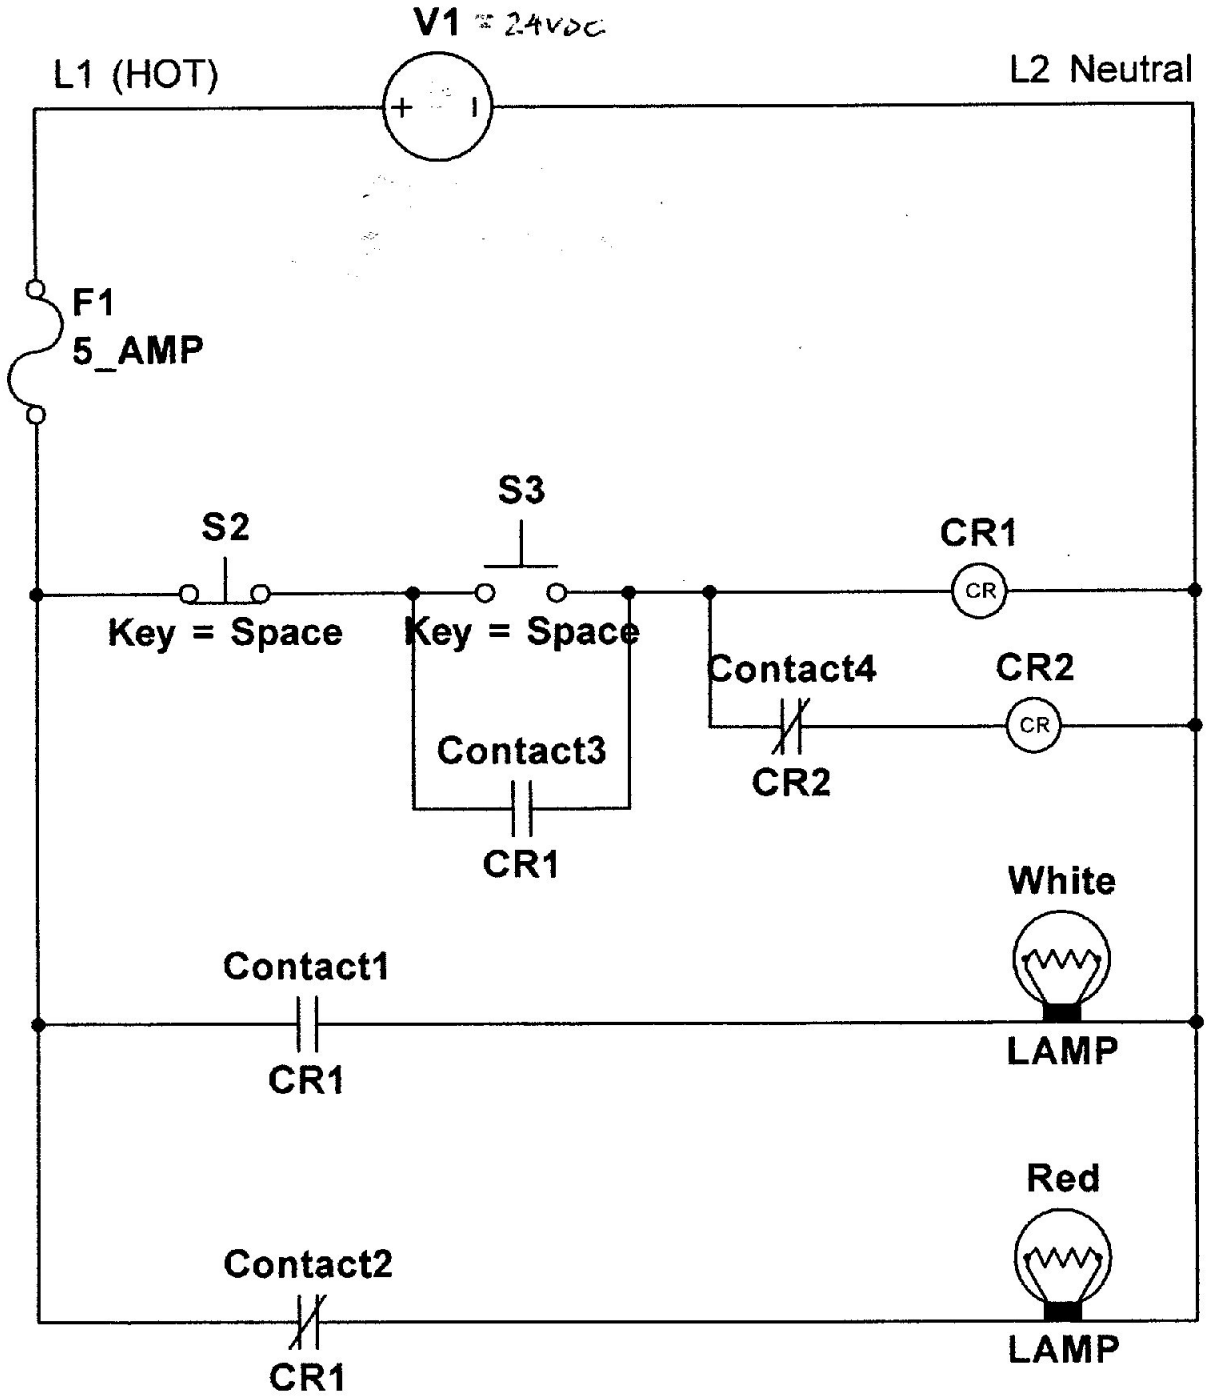 V1 = 24VDC
L1 (HOT)
L2 Neutral
+
F1
5_AMP
S3
S2
CR1
CR
Key = Space
Key = Space
Contact4
CR2
CR
CR2
Contact3
CR1
White
Contact1
LAMP
CR1
Red
Contact2
LAMP
CR1